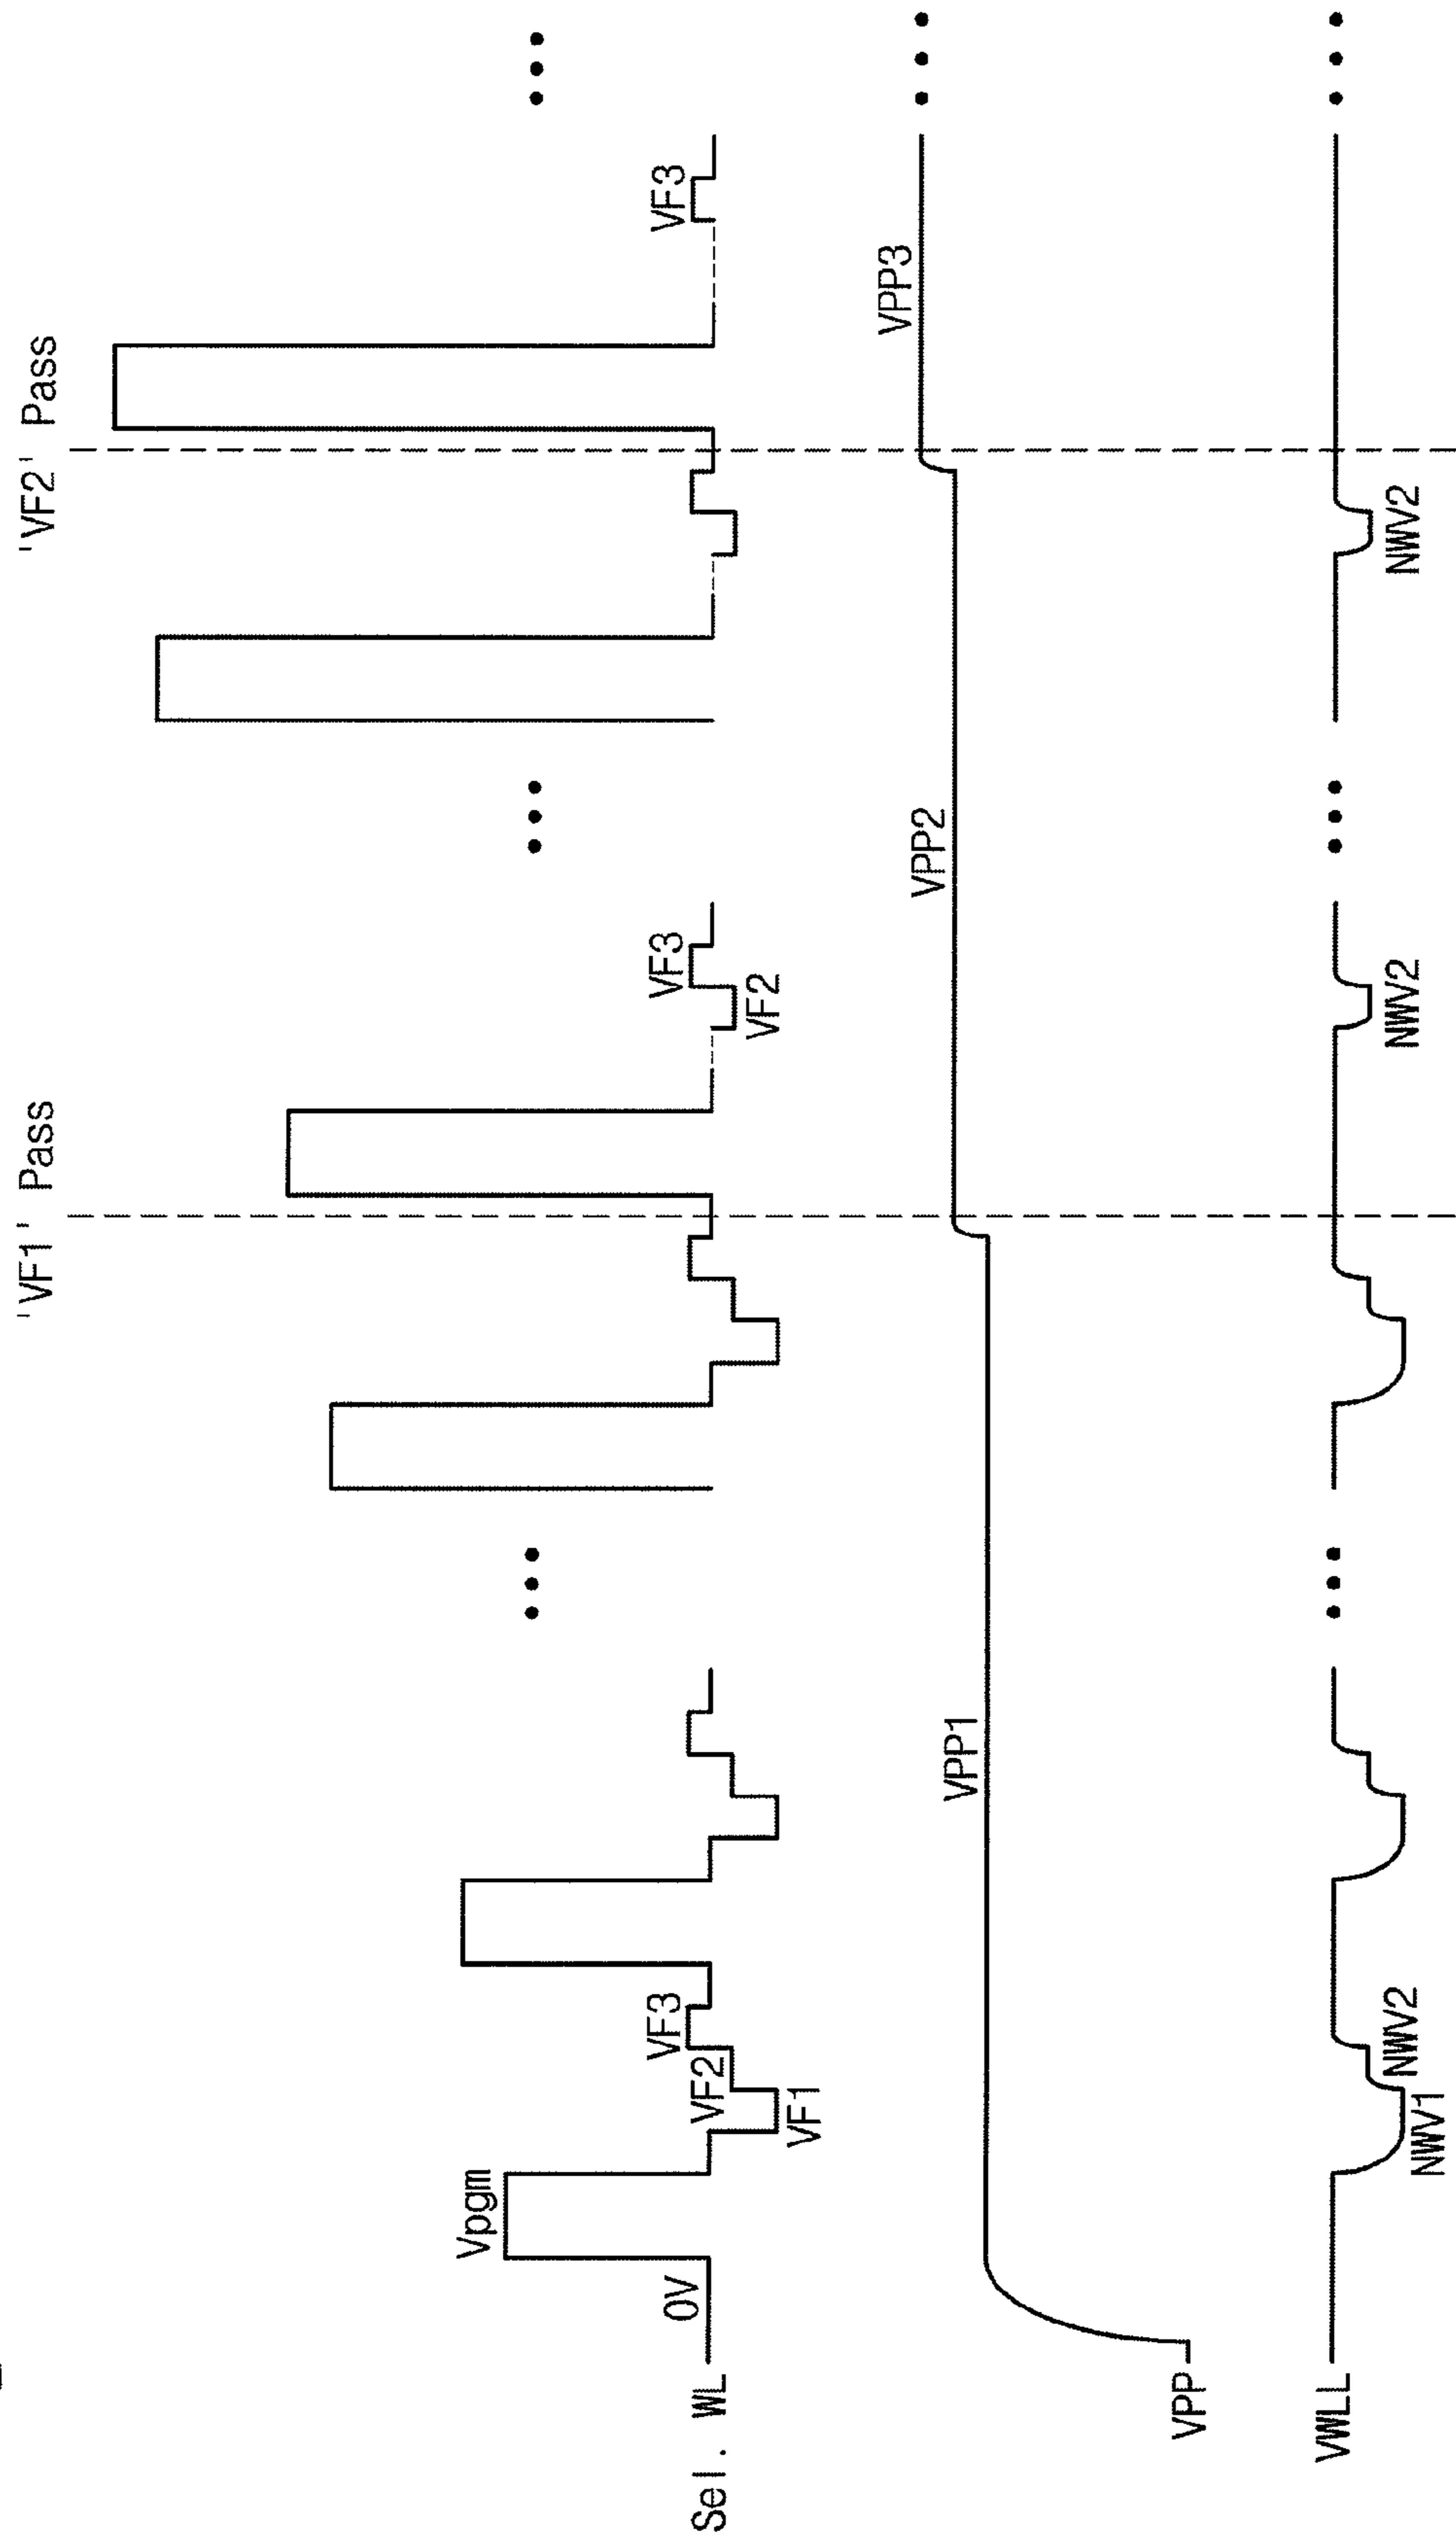 'VF1' Pass
'VF2' Pass
Sel. WL
0V
Vpgm
VF1
VF2
VF3
VF3
VF2
VF3
VPP
VPP1
VPP2
VPP3
VWLL
NWV1
NWV2
NWV2
NWV2